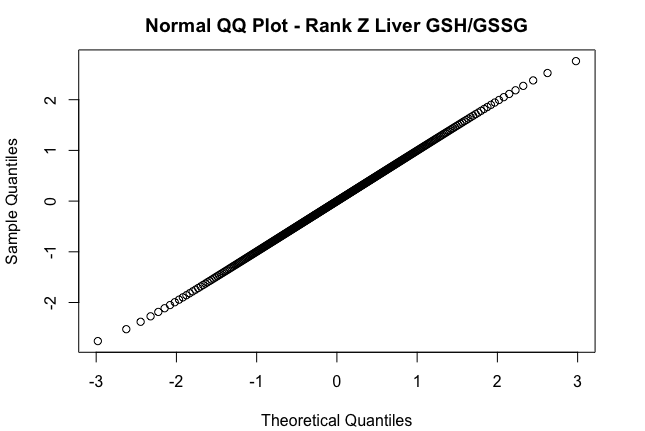 Normal QQ Plot - Rank Z Liver GSH/GSSG
Sample Quantiles
2
1
0
-1
-2
-3 -2 -1 0 1 2 3
Theoretical Quantiles